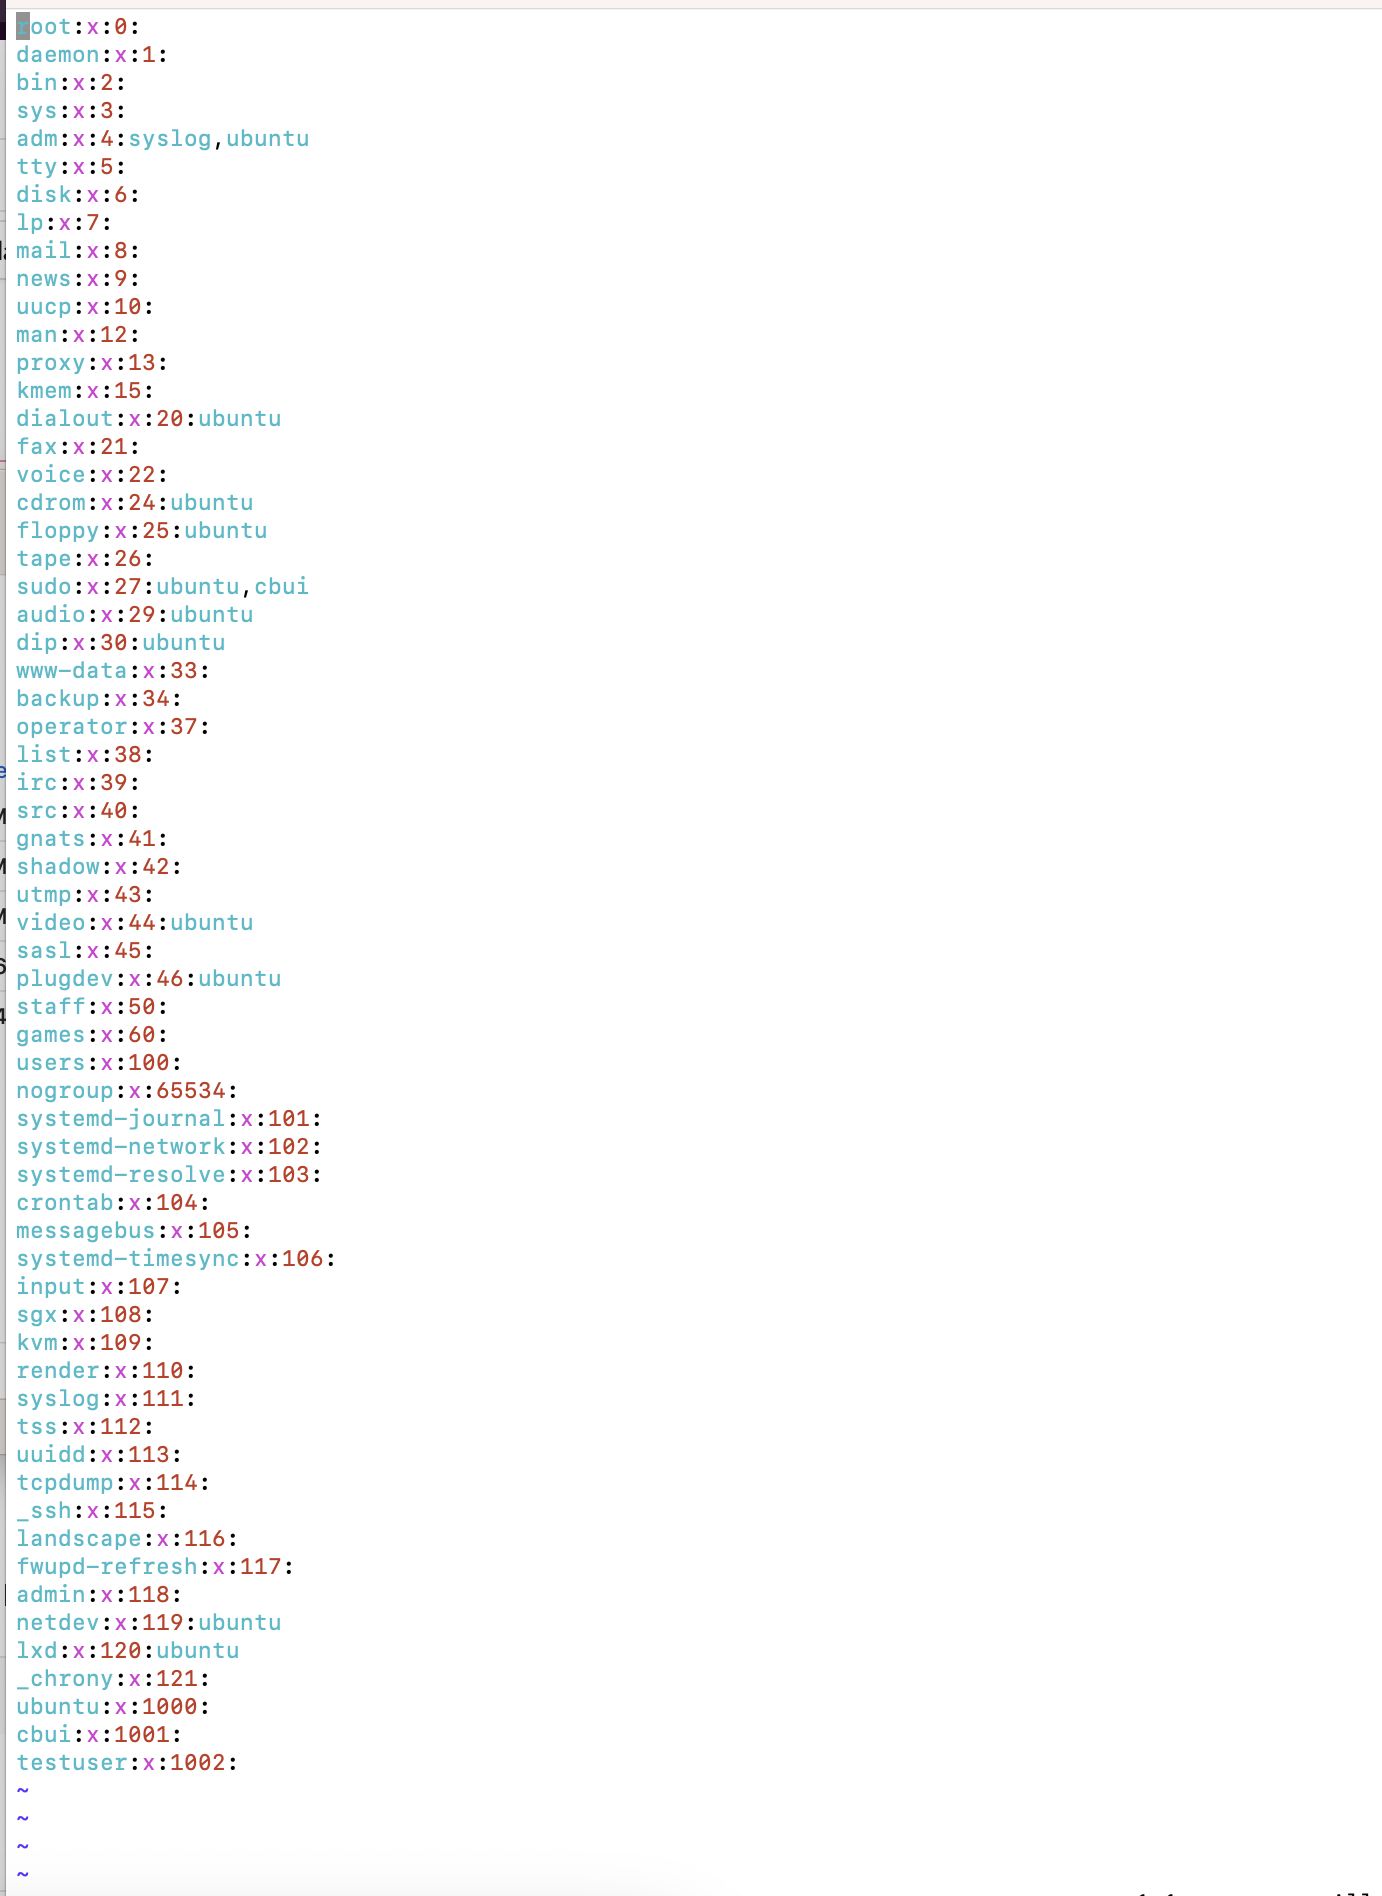 root:x:0:
daemon:x:1:
bin:x:2:
sys:x:3:
adm:x:4:syslog,ubuntu
tty:x:5:
disk:x:6:
lp:x:7:
mail:x:8:
news:x:9:
uucp:x:10:
man:x:12:
proxy:x:13:
kmem:x:15:
dialout:x:20:ubuntu
fax:x:21:
voice:x:22:
cdrom:x:24:ubuntu
floppy:x:25:ubuntu
tape:x:26:
sudo:x:27:ubuntu,cbui
audio:x:29:ubuntu
dip:x:30:ubuntu
www-data:x:33:
backup:x:34:
operator:x:37:
list:x:38:
irc:x:39:
src:x:40:
gnats:x:41:
shadow:x:42:
utmp:x:43:
video:x:44:ubuntu
sasl:x:45:
plugdev:x:46:ubuntu
staff:x:50:
games:x:60:
users:x:100:
nogroup:x:65534:
systemd-journal:x:101:
systemd-network:x:102:
systemd-resolve:x:103:
crontab:x:104:
messagebus:x:105:
systemd-timesync:x:106:
input:x:107:
sgx:x:108:
kvm:x:109:
render:x:110:
syslog:x:111:
tss:x:112:
uuidd:x:113:
tcpdump:x:114:
_ssh:x:115:
landscape:x:116:
fwupd-refresh:x:117:
admin:x:118:
netdev:x:119:ubuntu
lxd:x:120:ubuntu
_chrony:x:121:
ubuntu:x:1000:
cbui:x:1001:
testuser:x:1002:
~
~
~
~